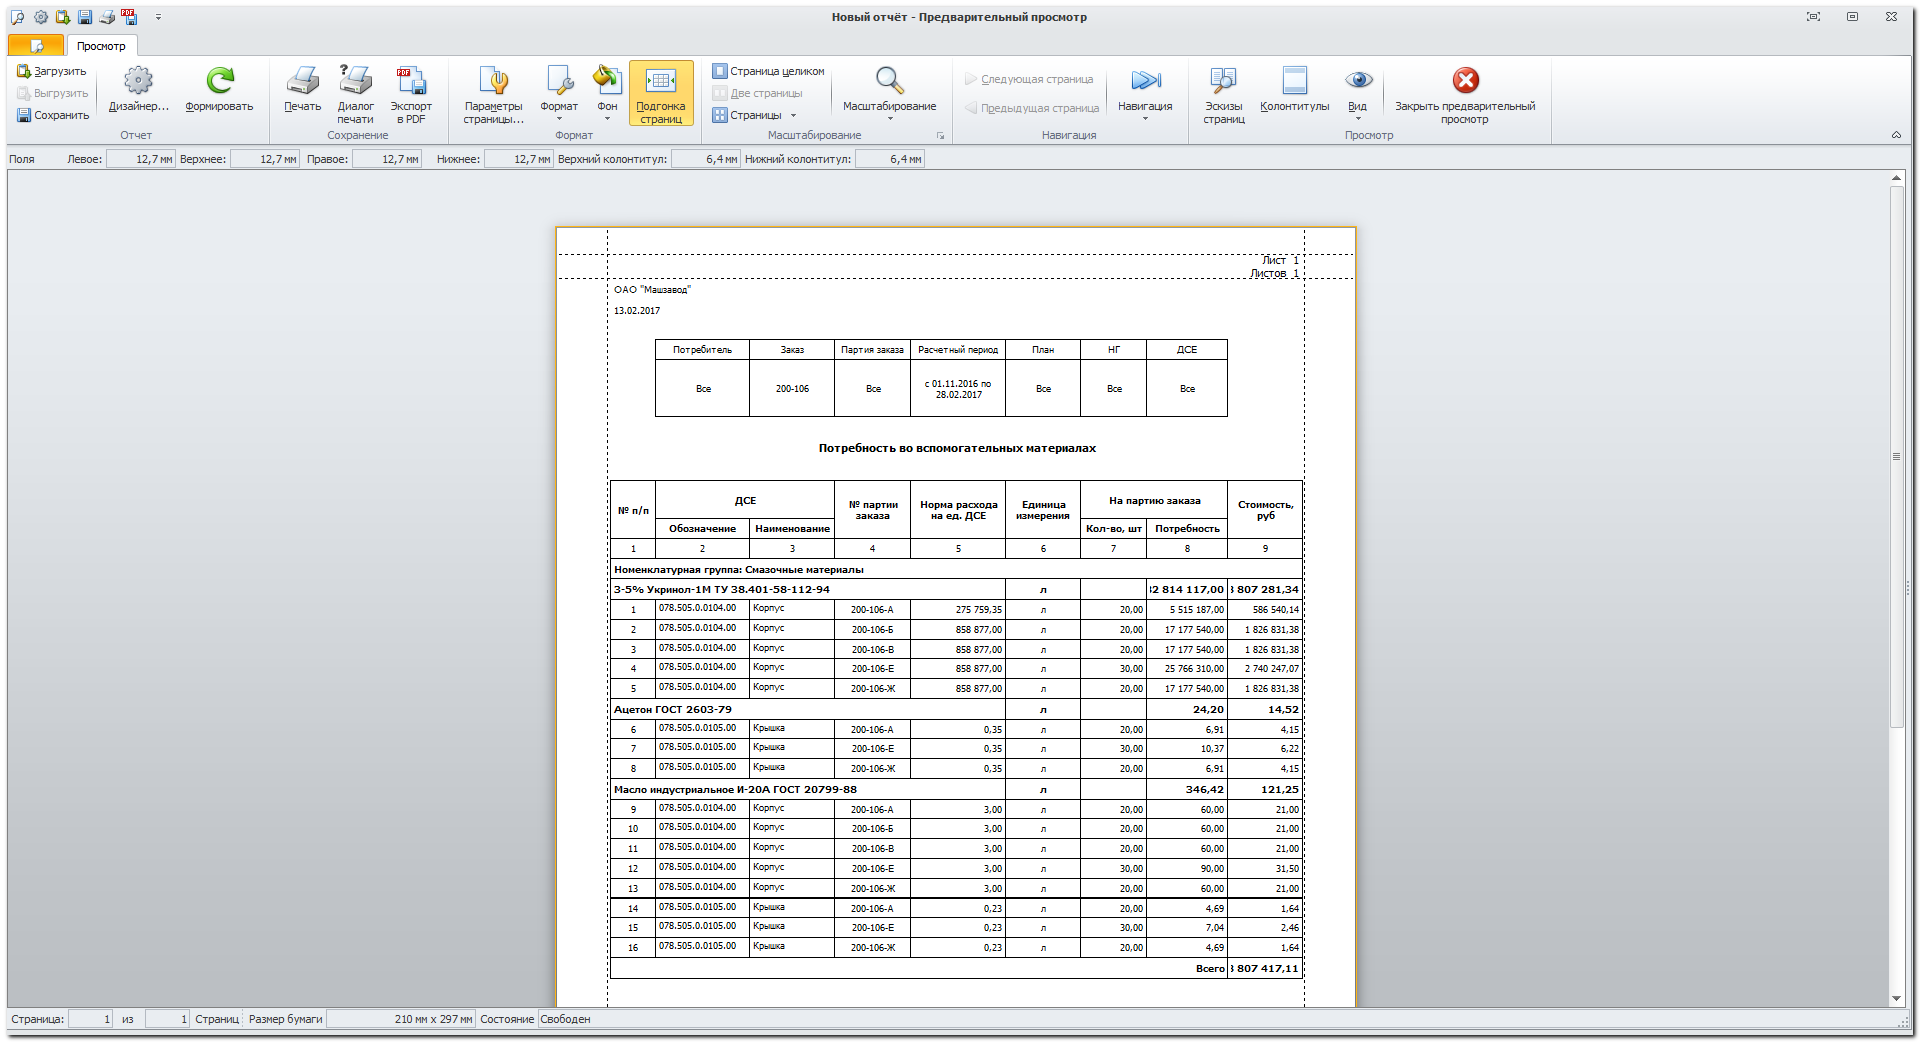 Новый отчёт - Предварительный просмотр
Просмотр
Загрузить
Выгрузить
Сохранить
Дизайнер...
Формировать
Отчет
Печать
Диалог печати
Экспорт в PDF
Сохранение
Параметры страницы...
Формат
Фон
Подгонка страниц
Формат
Страница целиком
Две страницы
Страницы
Масштабирование
Масштабирование
Следующая страница
Предыдущая страница
Навигация
Навигация
Эскизы страниц
Колонтитулы
Вид
Закрыть предварительный просмотр
Просмотр
Поля Левое: 12,7 мм Верхнее: 12,7 мм Правое: 12,7 мм Нижнее: 12,7 мм Верхний колонтитул: 6,4 мм Нижний колонтитул: 6,4 мм
Лист 1
Листов 1
ОАО "Машзавод"
13.02.2017
Потребитель Заказ Партия заказа Расчетный период План НГ ДСЕ
Все 200-106 Все с 01.11.2016 по 28.02.2017 Все Все Все
Потребность во вспомогательных материалах
№ п/п ДСЕ № партии заказа Норма расхода на ед. ДСЕ Единица измерения На партию заказа Стоимость, руб
Обозначение Наименование Кол-во, шт Потребность
1 2 3 4 5 6 7 8 9
Номенклатурная группа: Смазочные материалы
3-5% Укринол-1М ТУ 38.401-58-112-94 л 2 814 117,00 807 281,34
1 078.505.0.0104.00 Корпус 200-106-А 275 759,35 л 20,00 5 515 187,00 586 540,14
2 078.505.0.0104.00 Корпус 200-106-Б 858 877,00 л 20,00 17 177 540,00 1 826 831,38
3 078.505.0.0104.00 Корпус 200-106-В 858 877,00 л 20,00 17 177 540,00 1 826 831,38
4 078.505.0.0104.00 Корпус 200-106-Е 858 877,00 л 30,00 25 766 310,00 2 740 247,07
5 078.505.0.0104.00 Корпус 200-106-Ж 858 877,00 л 20,00 17 177 540,00 1 826 831,38
Ацетон ГОСТ 2603-79 л 24,20 14,52
6 078.505.0.0105.00 Крышка 200-106-А 0,35 л 20,00 6,91 4,15
7 078.505.0.0105.00 Крышка 200-106-Е 0,35 л 30,00 10,37 6,22
8 078.505.0.0105.00 Крышка 200-106-Ж 0,35 л 20,00 6,91 4,15
Масло индустриальное И-20А ГОСТ 20799-88 л 346,42 121,25
9 078.505.0.0104.00 Корпус 200-106-А 3,00 л 20,00 60,00 21,00
10 078.505.0.0104.00 Корпус 200-106-Б 3,00 л 20,00 60,00 21,00
11 078.505.0.0104.00 Корпус 200-106-В 3,00 л 20,00 60,00 21,00
12 078.505.0.0104.00 Корпус 200-106-Е 3,00 л 30,00 90,00 31,50
13 078.505.0.0104.00 Корпус 200-106-Ж 3,00 л 20,00 60,00 21,00
14 078.505.0.0105.00 Крышка 200-106-А 0,23 л 20,00 4,69 1,64
15 078.505.0.0105.00 Крышка 200-106-Е 0,23 л 30,00 7,04 2,46
16 078.505.0.0105.00 Крышка 200-106-Ж 0,23 л 20,00 4,69 1,64
Всего 807 417,11
Страница: 1 из 1 Страниц Размер бумаги 210 мм x 297 мм Состояние Свободен